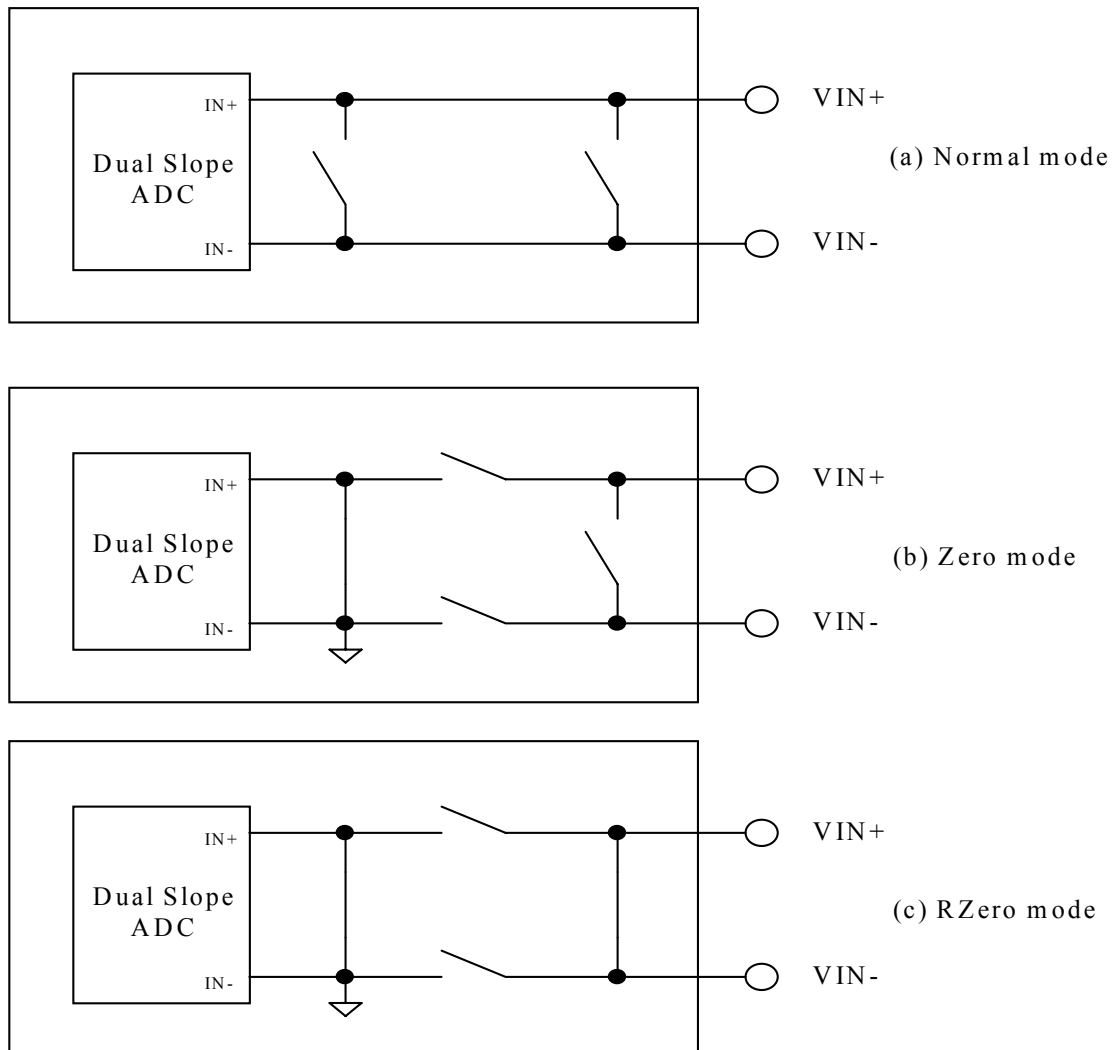 IN+
VIN+
Dual Slope
ADC
(a) Normal mode
IN-
VIN-
IN+
VIN+
Dual Slope
ADC
(b) Zero mode
IN-
VIN-
IN+
VIN+
Dual Slope
ADC
(c) RZero mode
IN-
VIN-